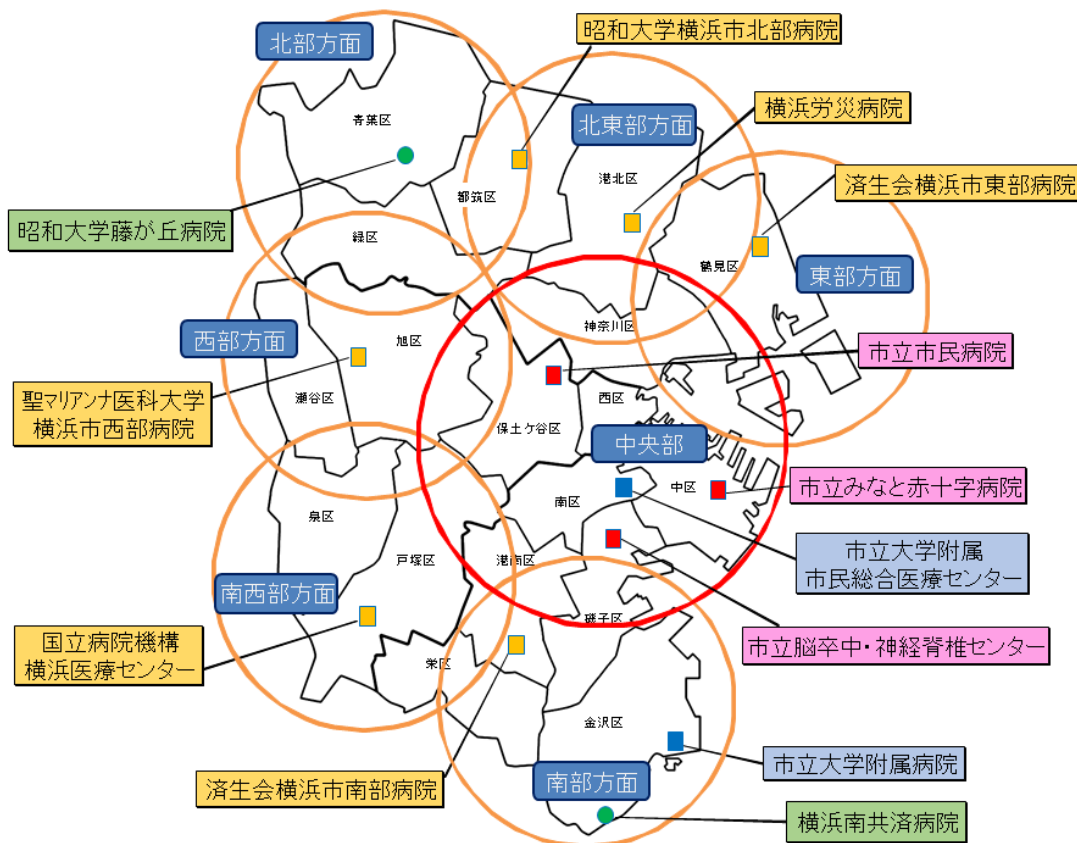 昭和大学横浜市北部病院
北部方面
横浜労災病院
青葉区
北東部方面
港北区
済生会横浜市東部病院
都筑区
昭和大学藤が丘病院
緑区
鶴見区
東部方面
神奈川区
西部方面
旭区
市立市民病院
聖マリアンナ医科大学
横浜市西部病院
瀬谷区
西区
保土ケ谷区
中央部
市立みなと赤十字病院
中区
南区
泉区
市立大学附属
市民総合医療センター
戸塚区
港南区
南西部方面
磯子区
国立病院機構
横浜医療センター
市立脳卒中・神経脊椎センター
栄区
金沢区
市立大学附属病院
済生会横浜市南部病院
南部方面
横浜南共済病院